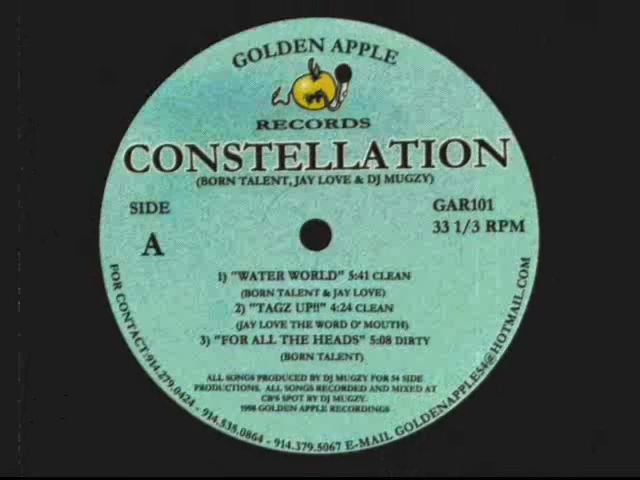 GOLDEN APPLE
RECORDS
CONSTELLATION
(BORN TALENT, JAY LOVE & DJ MUGZY)
SIDE
A
GAR101
33 1/3 RPM
1) "WATER WORLD" 5:41 CLEAN
(BORN TALENT & JAY LOVE)
2) "TAGZ UP!!" 4:24 CLEAN
(JAY LOVE THE WORD O' MOUTH)
3) "FOR ALL THE HEADS" 5:08 DIRTY
(BORN TALENT)
ALL SONGS PRODUCED BY DJ MUGZY FOR 54 SIDE
PRODUCTIONS. ALL SONGS RECORDED AND MIXED AT
CB'S SPOT BY DJ MUGZY.
1998 GOLDEN APPLE RECORDINGS
FOR CONTACT: 914.279.0424 - 914.535.0864 - 914.379.5067 E-MAIL GOLDENAPPLE54@HOTMAIL.COM